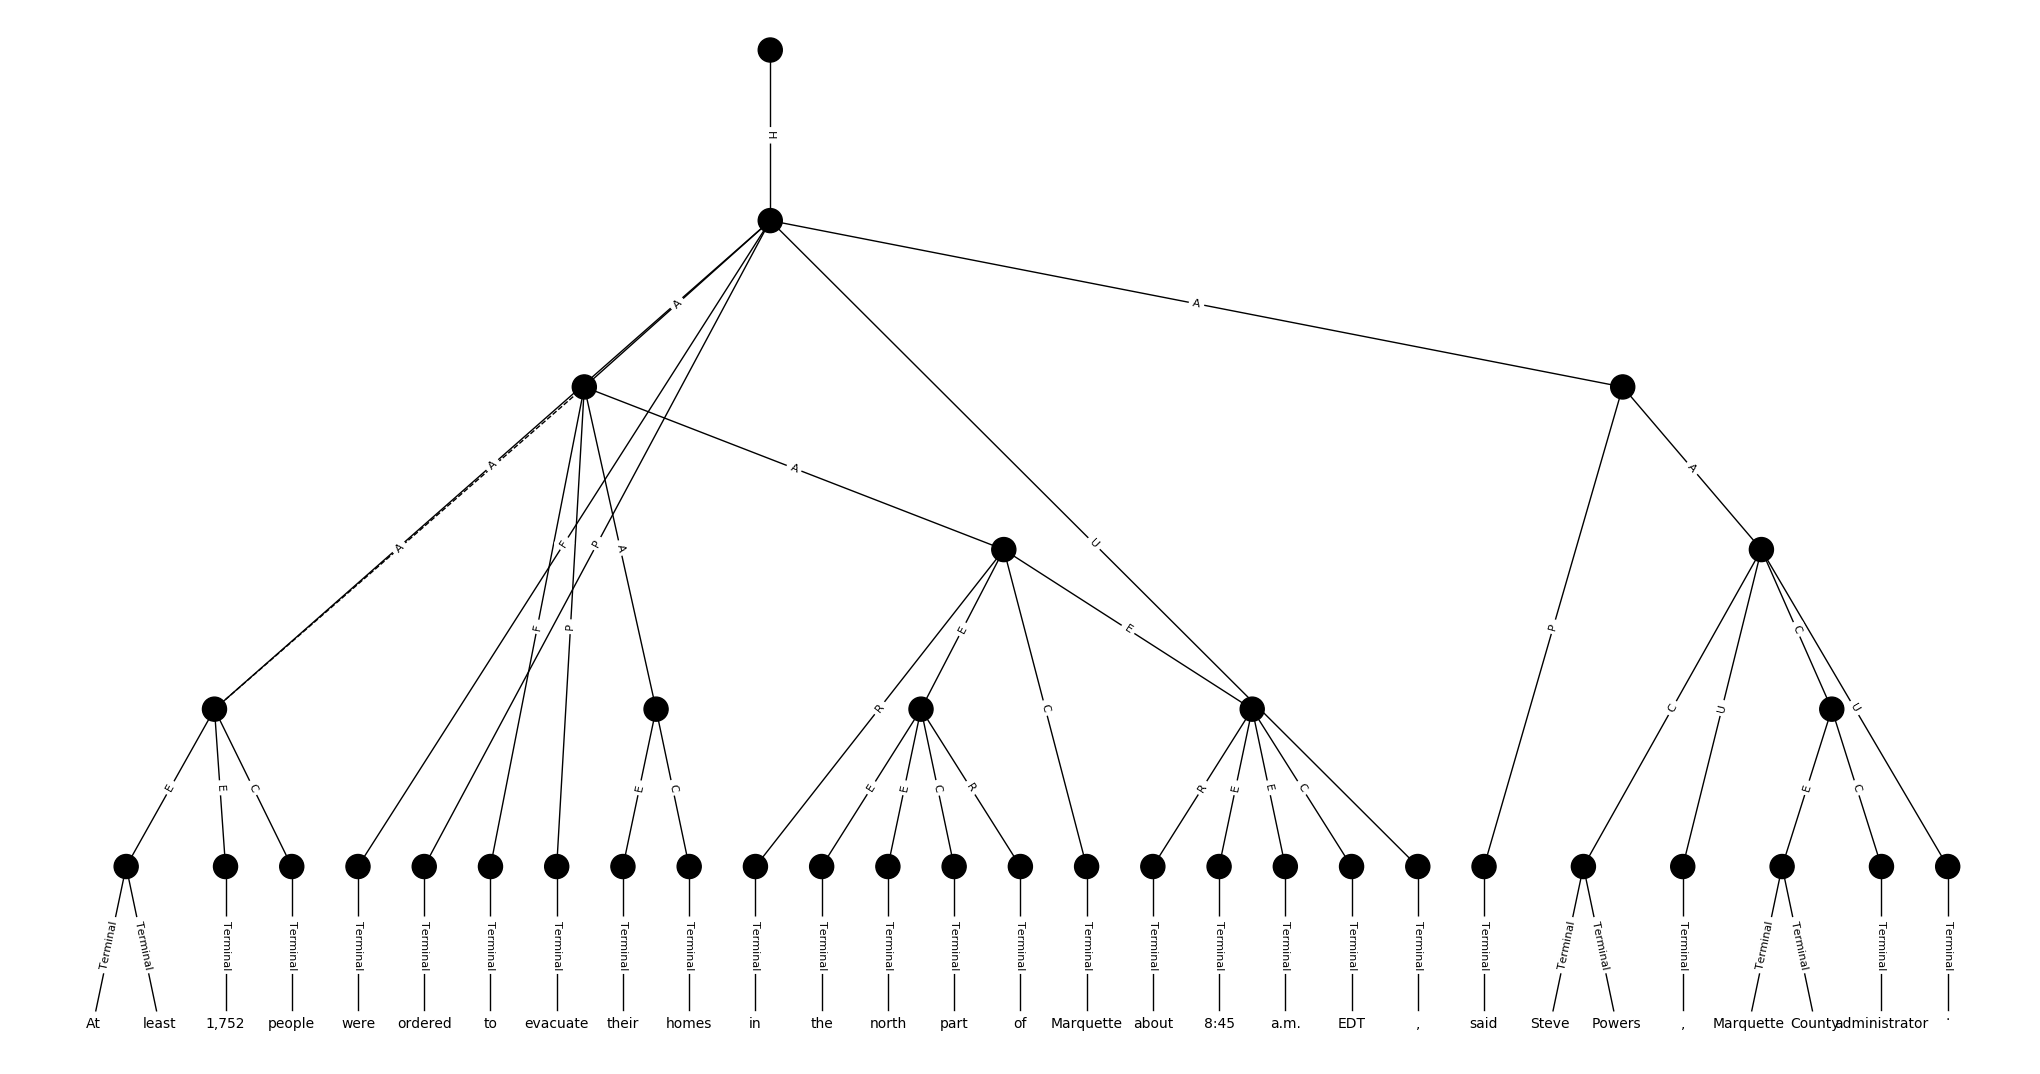 H
A A
A A A A
F P A U
F P E E P C U C U
R C
E E C E C E E C R R E E C E C
Terminal Terminal Terminal Terminal Terminal Terminal Terminal Terminal Terminal Terminal Terminal Terminal Terminal Terminal Terminal Terminal Terminal Terminal Terminal Terminal Terminal Terminal Terminal Terminal Terminal Terminal Terminal Terminal Terminal
At least 1,752 people were ordered to evacuate their homes in the north part of Marquette about 8:45 a.m. EDT , said Steve Powers , Marquette County administrator .